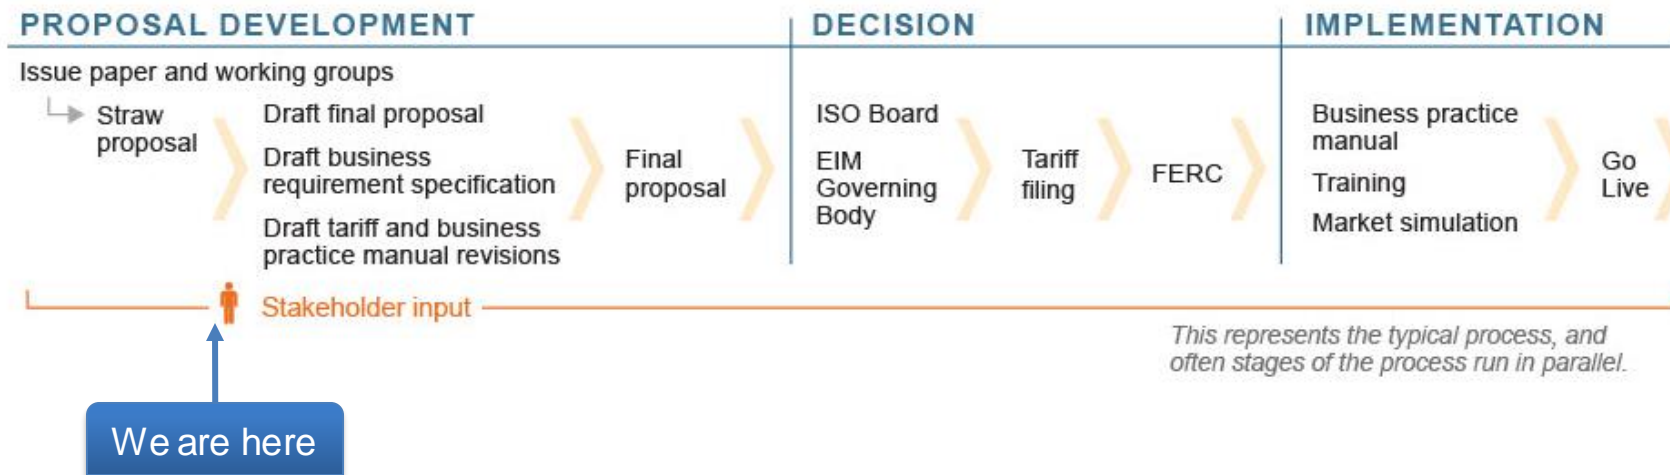 PROPOSAL DEVELOPMENT
Issue paper and working groups
Straw
proposal
Draft final proposal
Draft business
requirement specification
Draft tariff and business
practice manual revisions
Final
proposal
DECISION
ISO Board
EIM
Governing
Body
Tariff
filing
FERC
IMPLEMENTATION
Business practice
manual
Training
Market simulation
Go
Live
Stakeholder input
This represents the typical process, and
often stages of the process run in parallel.
We are here